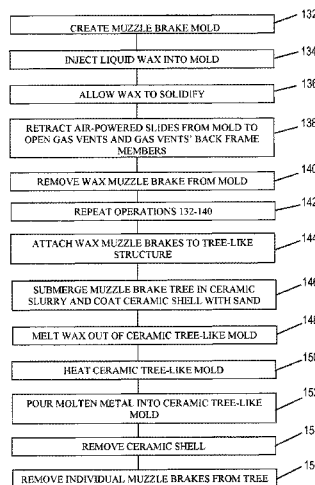 CREATE MUZZLE BRAKE MOLD
132
INJECT LIQUID WAX INTO MOLD
134
ALLOW WAX TO SOLIDIFY
136
RETRACT AIR-POWERED SLIDES FROM MOLD TO
OPEN GAS VENTS AND GAS VENTS' BACK FRAME
MEMBERS
138
REMOVE WAX MUZZLE BRAKE FROM MOLD
140
REPEAT OPERATIONS 132-140
142
ATTACH WAX MUZZLE BRAKES TO TREE-LIKE
STRUCTURE
144
SUBMERGE MUZZLE BRAKE TREE IN CERAMIC
SLURRY AND COAT CERAMIC SHELL WITH SAND
146
MELT WAX OUT OF CERAMIC TREE-LIKE MOLD
148
HEAT CERAMIC TREE-LIKE MOLD
150
POUR MOLTEN METAL INTO CERAMIC TREE-LIKE
MOLD
152
REMOVE CERAMIC SHELL
15
REMOVE INDIVIDUAL MUZZLE BRAKES FROM TREE
15